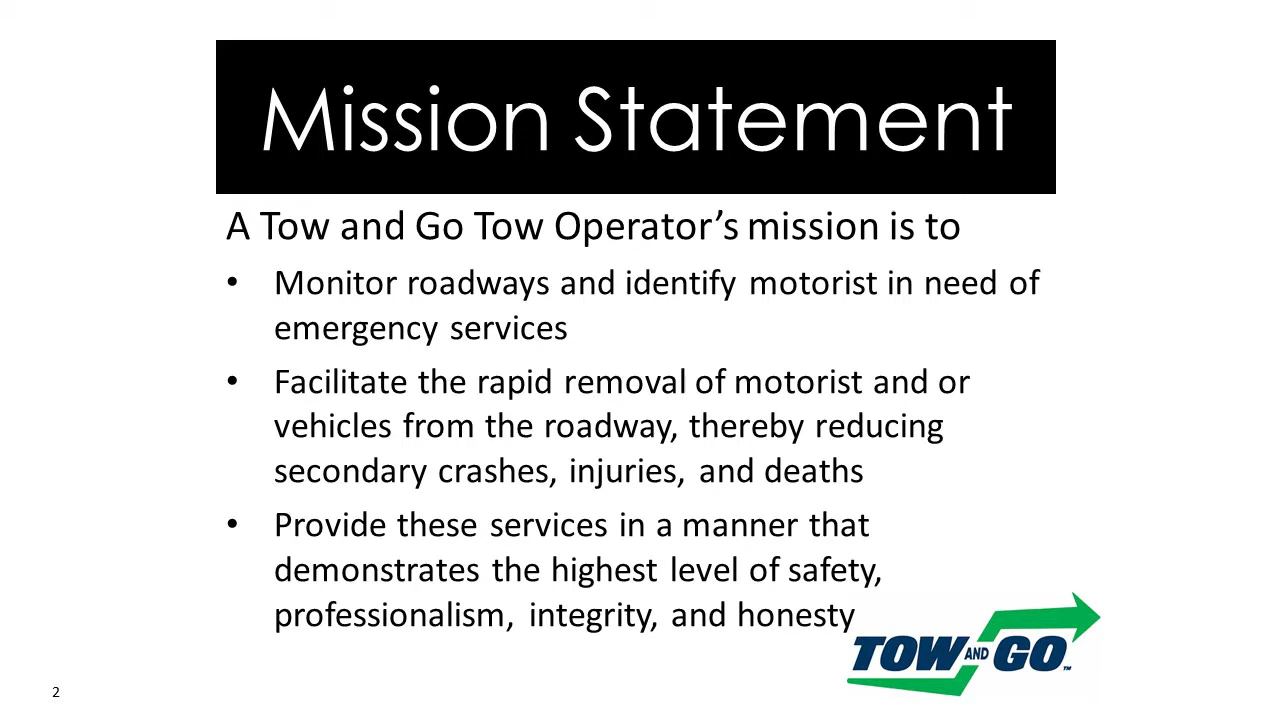 Mission Statement
A Tow and Go Tow Operator’s mission is to
• Monitor roadways and identify motorist in need of
emergency services
• Facilitate the rapid removal of motorist and or
vehicles from the roadway, thereby reducing
secondary crashes, injuries, and deaths
• Provide these services in a manner that
demonstrates the highest level of safety,
professionalism, integrity, and honesty
TOW AND GO™
2